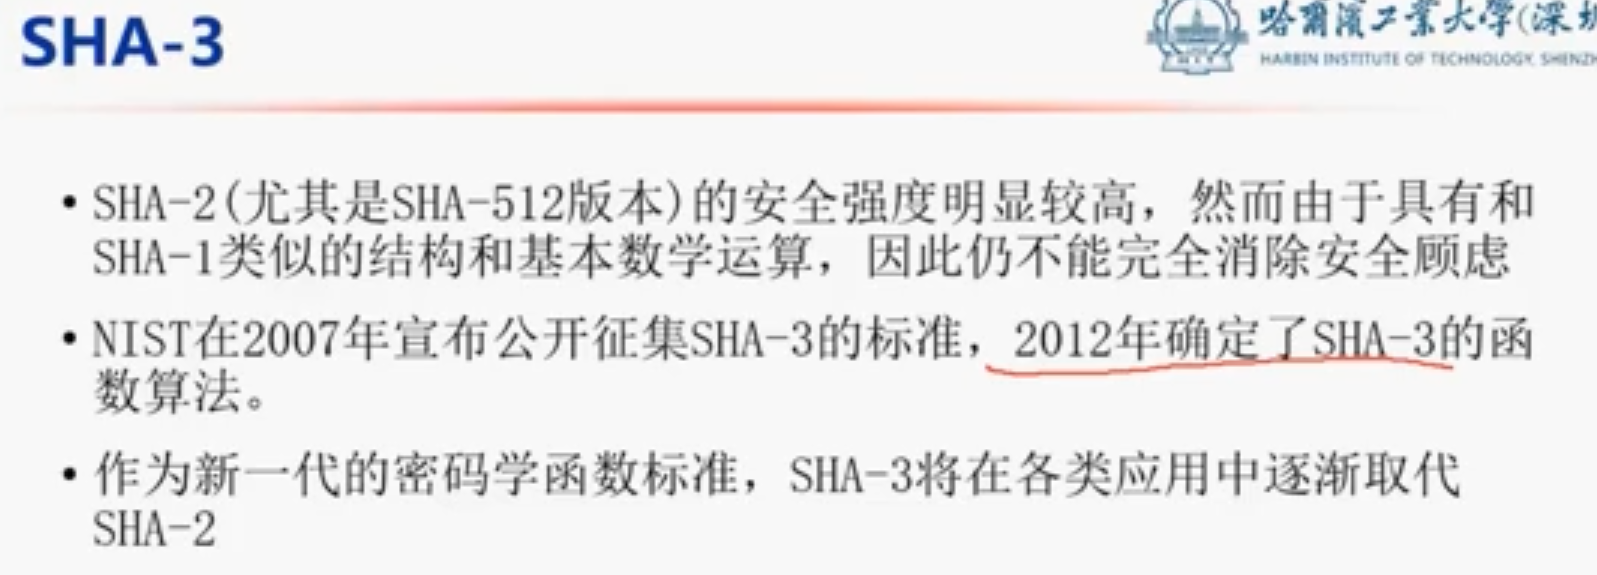 SHA-3
哈爾濱工業大學(深圳
HARBIN INSTITUTE OF TECHNOLOGY, SHENZH
• SHA-2(尤其是SHA-512版本)的安全强度明显较高，然而由于具有和
SHA-1类似的结构和基本数学运算，因此仍不能完全消除安全顾虑
• NIST在2007年宣布公开征集SHA-3的标准，2012年确定了SHA-3的函
数算法。
• 作为新一代的密码学函数标准，SHA-3将在各类应用中逐渐取代
SHA-2